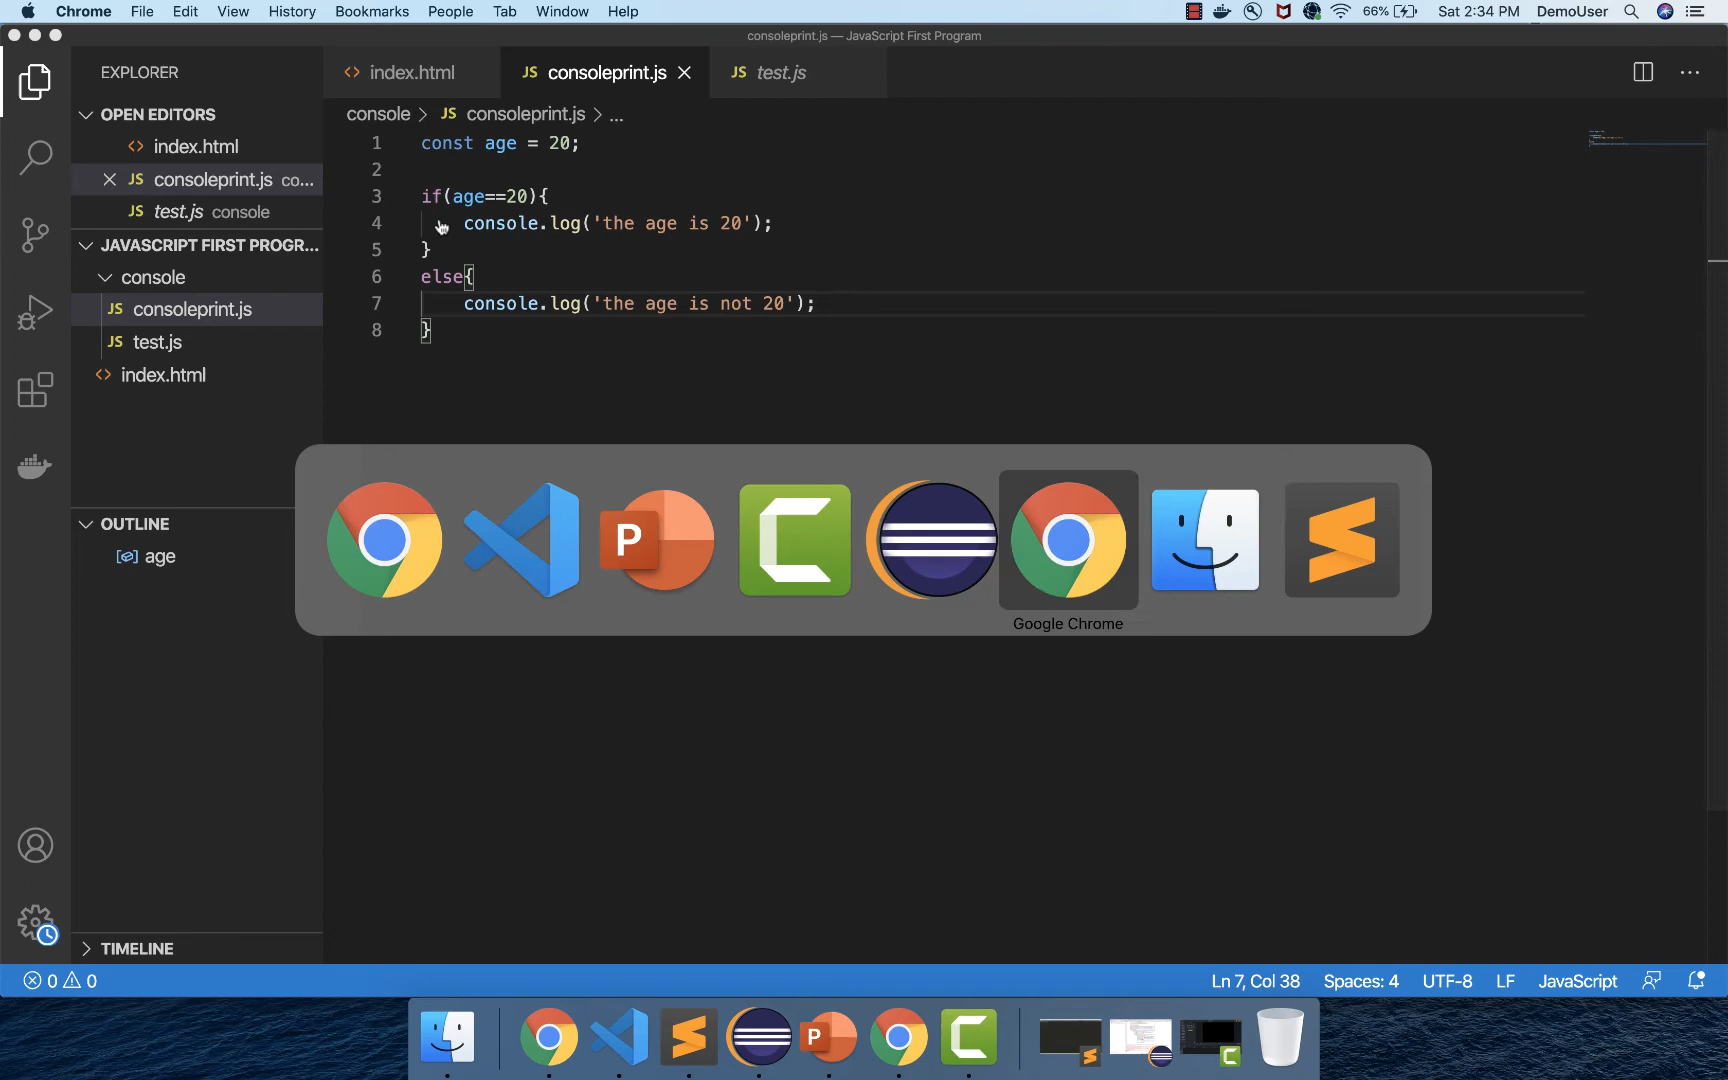 Chrome File Edit View History Bookmarks People Tab Window Help 66% Sat 2:34 PM DemoUser
consoleprint.js — JavaScript First Program
EXPLORER
OPEN EDITORS
index.html
consoleprint.js co...
test.js console
JAVASCRIPT FIRST PROGR...
console
JS consoleprint.js
JS test.js
index.html
OUTLINE
age
TIMELINE
index.html JS consoleprint.js JS test.js
console > JS consoleprint.js > ...
1 const age = 20;
2
3 if(age==20){
4 console.log('the age is 20');
5 }
6 else{
7 console.log('the age is not 20');
8 }
P
Google Chrome
0 0 Ln 7, Col 38 Spaces: 4 UTF-8 LF JavaScript
P